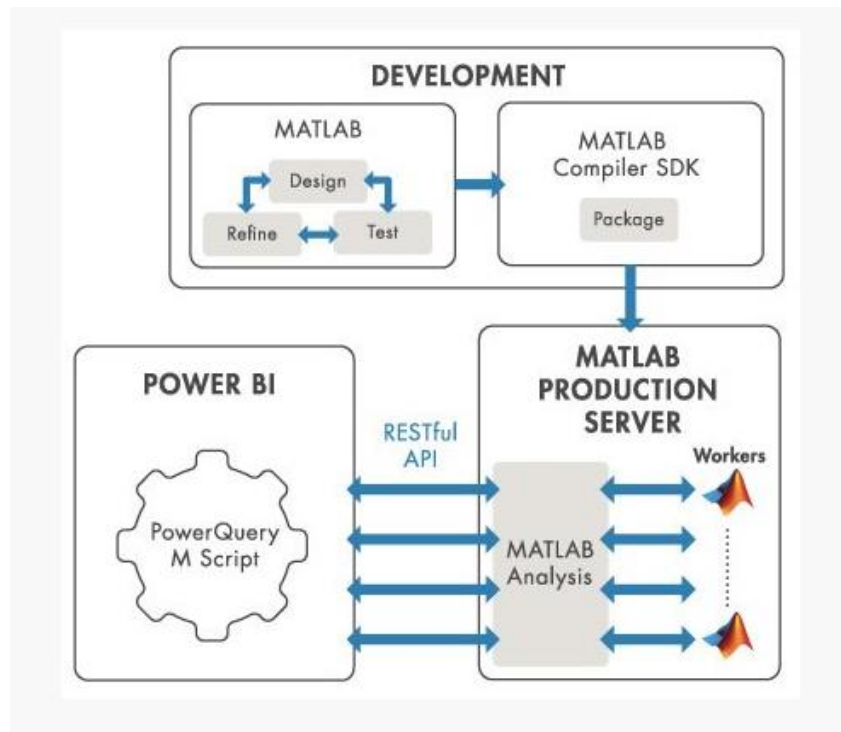 DEVELOPMENT
MATLAB
Design
Refine
Test
MATLAB
Compiler SDK
Package
POWER BI
PowerQuery
M Script
RESTful
API
MATLAB
PRODUCTION
SERVER
Workers
MATLAB
Analysis